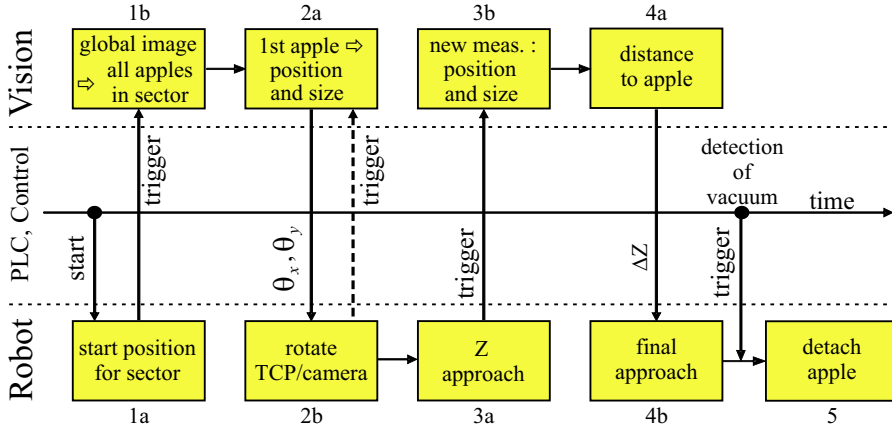 1b
2a
3b
4a
Vision
global image
⇨ all apples
in sector
1st apple ⇨
position
and size
new meas. :
position
and size
distance
to apple
PLC, Control
trigger
trigger
detection
of
vacuum
time
start
θx, θy
trigger
ΔZ
trigger
Robot
start position
for sector
rotate
TCP/camera
Z
approach
final
approach
detach
apple
1a
2b
3a
4b
5